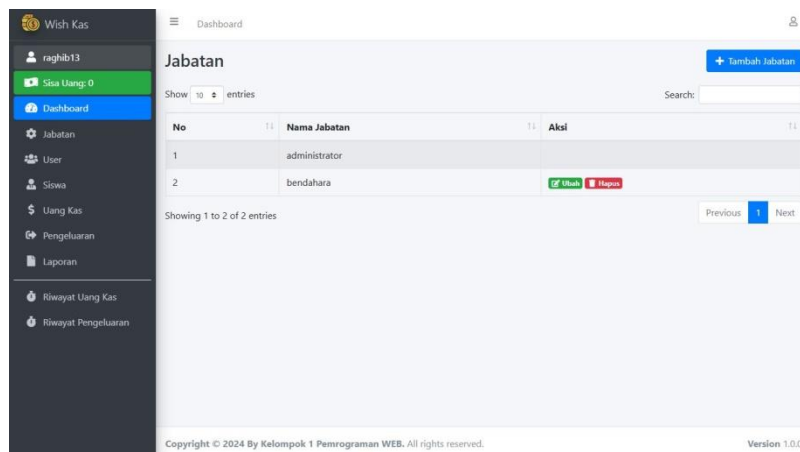 Wish Kas
Dashboard
raghib13
Sisa Uang: 0
Dashboard
Jabatan
User
Siswa
Uang Kas
Pengeluaran
Laporan
Riwayat Uang Kas
Riwayat Pengeluaran
Jabatan
+ Tambah Jabatan
Show 10 entries
Search:
No Nama Jabatan Aksi
1 administrator
2 bendahara Ubah Hapus
Showing 1 to 2 of 2 entries
Previous 1 Next
Copyright © 2024 By Kelompok 1 Pemrograman WEB. All rights reserved.
Version 1.0.0